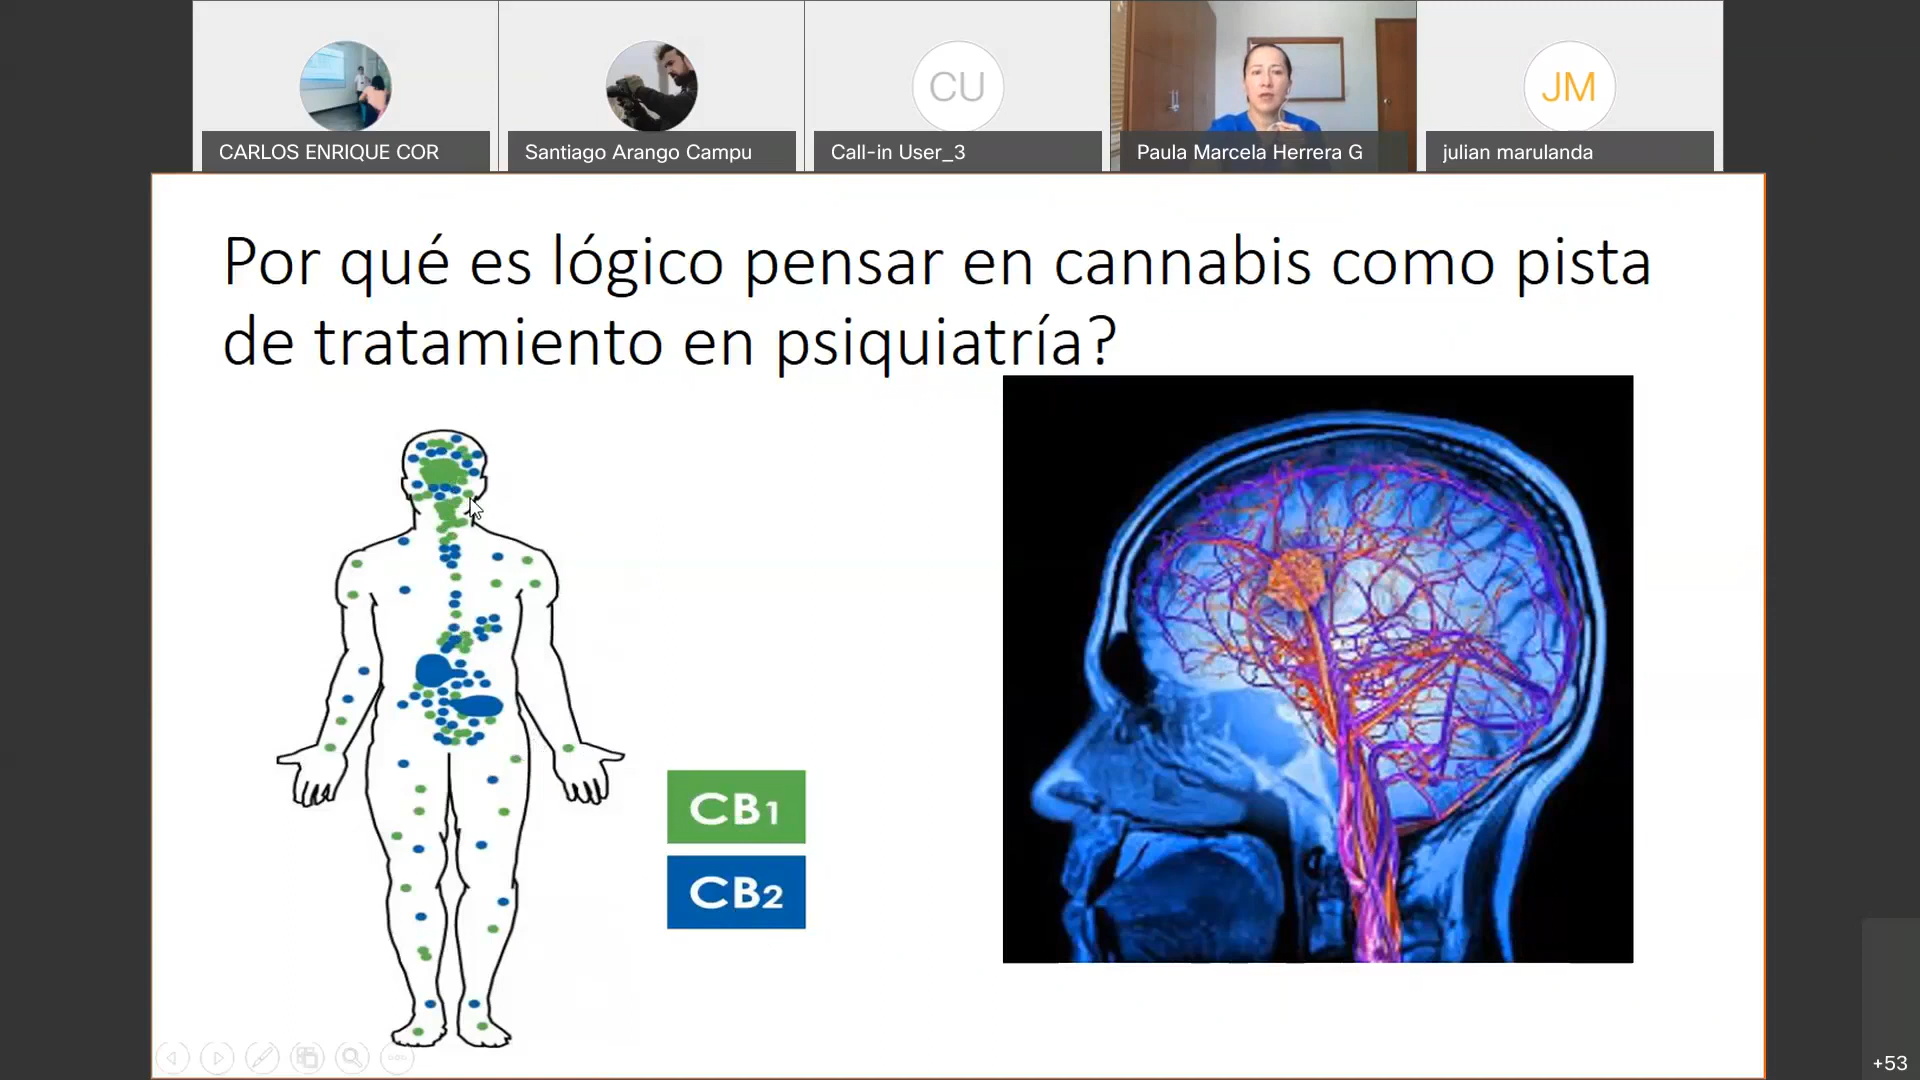 CU
JM
CARLOS ENRIQUE COR
Santiago Arango Campu
Call-in User_3
Paula Marcela Herrera G
julian marulanda
Por qué es lógico pensar en cannabis como pista
de tratamiento en psiquiatría?
CB1
CB2
+53